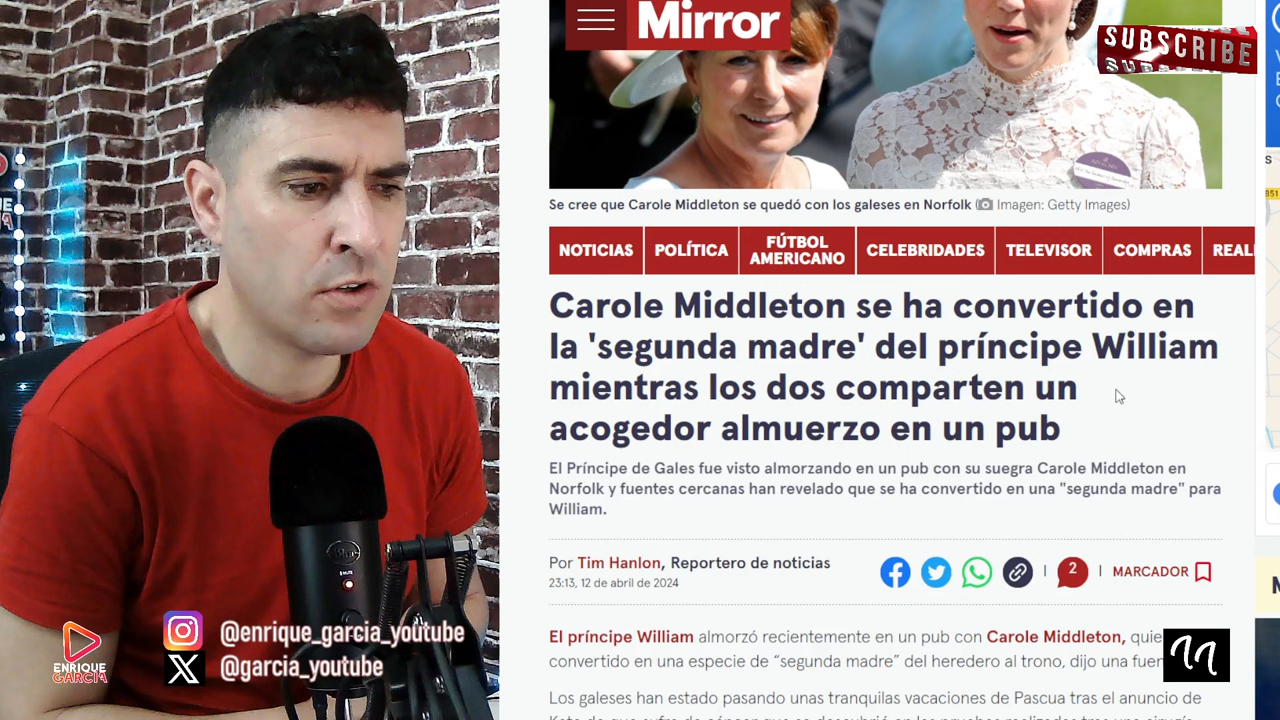 Mirror
SUBSCRIBE
Se cree que Carole Middleton se quedó con los galeses en Norfolk (Imagen: Getty Images)
NOTICIAS
POLÍTICA
FÚTBOL AMERICANO
CELEBRIDADES
TELEVISOR
COMPRAS
Carole Middleton se ha convertido en
la 'segunda madre' del príncipe William
mientras los dos comparten un
acogedor almuerzo en un pub
El Príncipe de Gales fue visto almorzando en un pub con su suegra Carole Middleton en
Norfolk y fuentes cercanas han revelado que se ha convertido en una "segunda madre" para
William.
Por Tim Hanlon, Reportero de noticias
23:13, 12 de abril de 2024
2
MARCADOR
El príncipe William almorzó recientemente en un pub con Carole Middleton, quie
convertido en una especie de “segunda madre” del heredero al trono, dijo una fuen
Los galeses han estado pasando unas tranquilas vacaciones de Pascua tras el anuncio de
@enrique_garcia_youtube
@garcia_youtube
ENRIQUE
GARCIA
blue